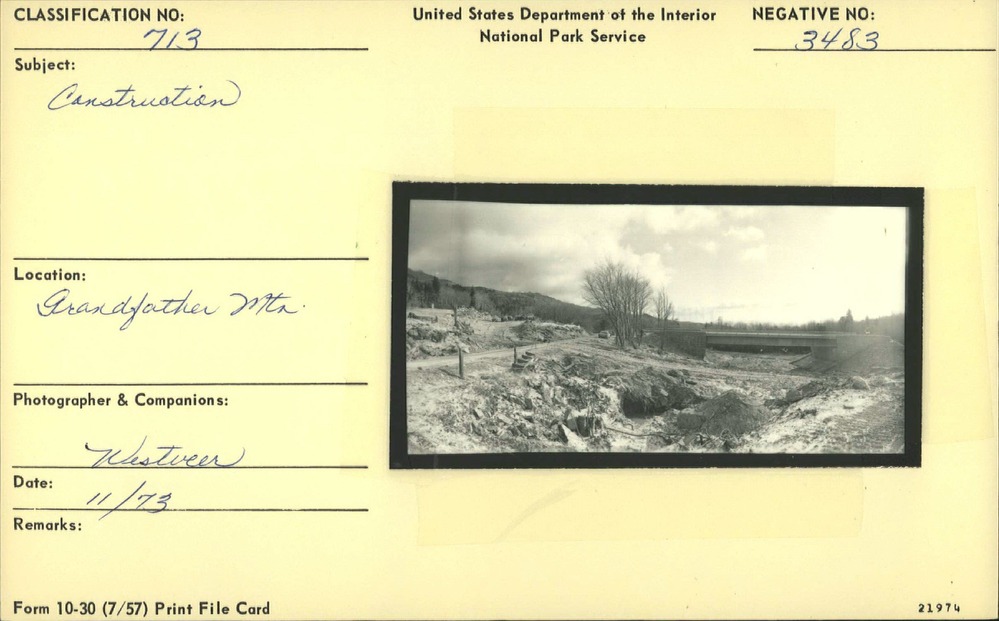 CLASSIFICATION NO:
713
United States Department of the Interior
National Park Service
NEGATIVE NO:
3483
Subject:
Construction
Location:
Grandfather Mtn.
Photographer & Companions:
Westveer
Date:
11/73
Remarks:
Form 10-30 (7/57) Print File Card
21974